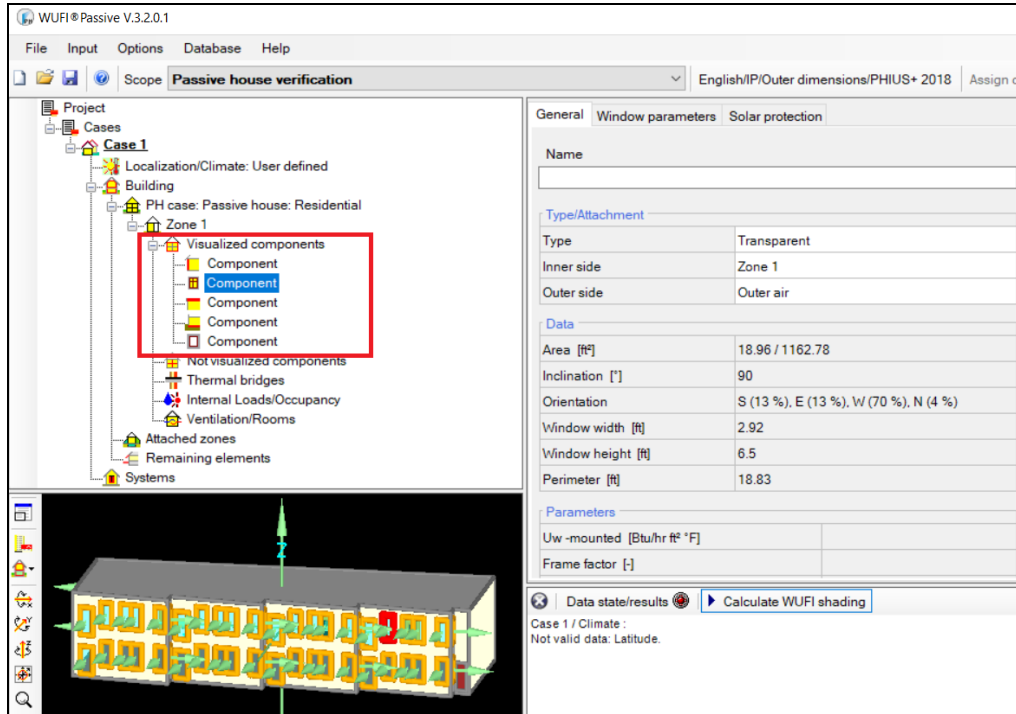 WUFI®Passive V.3.2.0.1
File Input Options Database Help
Scope Passive house verification English/IP/Outer dimensions/PHIUS+ 2018 Assign
Project
Cases
Case 1
Localization/Climate: User defined
Building
PH case: Passive house: Residential
Zone 1
Visualized components
Component
Component
Component
Component
Component
Not visualized components
Thermal bridges
Internal Loads/Occupancy
Ventilation/Rooms
Attached zones
Remaining elements
Systems
General Window parameters Solar protection
Name
Type/Attachment
Type Transparent
Inner side Zone 1
Outer side Outer air
Data
Area [ft²] 18.96 / 1162.78
Inclination [°] 90
Orientation S (13 %), E (13 %), W (70 %), N (4 %)
Window width [ft] 2.92
Window height [ft] 6.5
Perimeter [ft] 18.83
Parameters
Uw -mounted [Btu/hr ft² °F]
Frame factor [-]
Z
Data state/results Calculate WUFI shading
Case 1 / Climate :
Not valid data: Latitude.